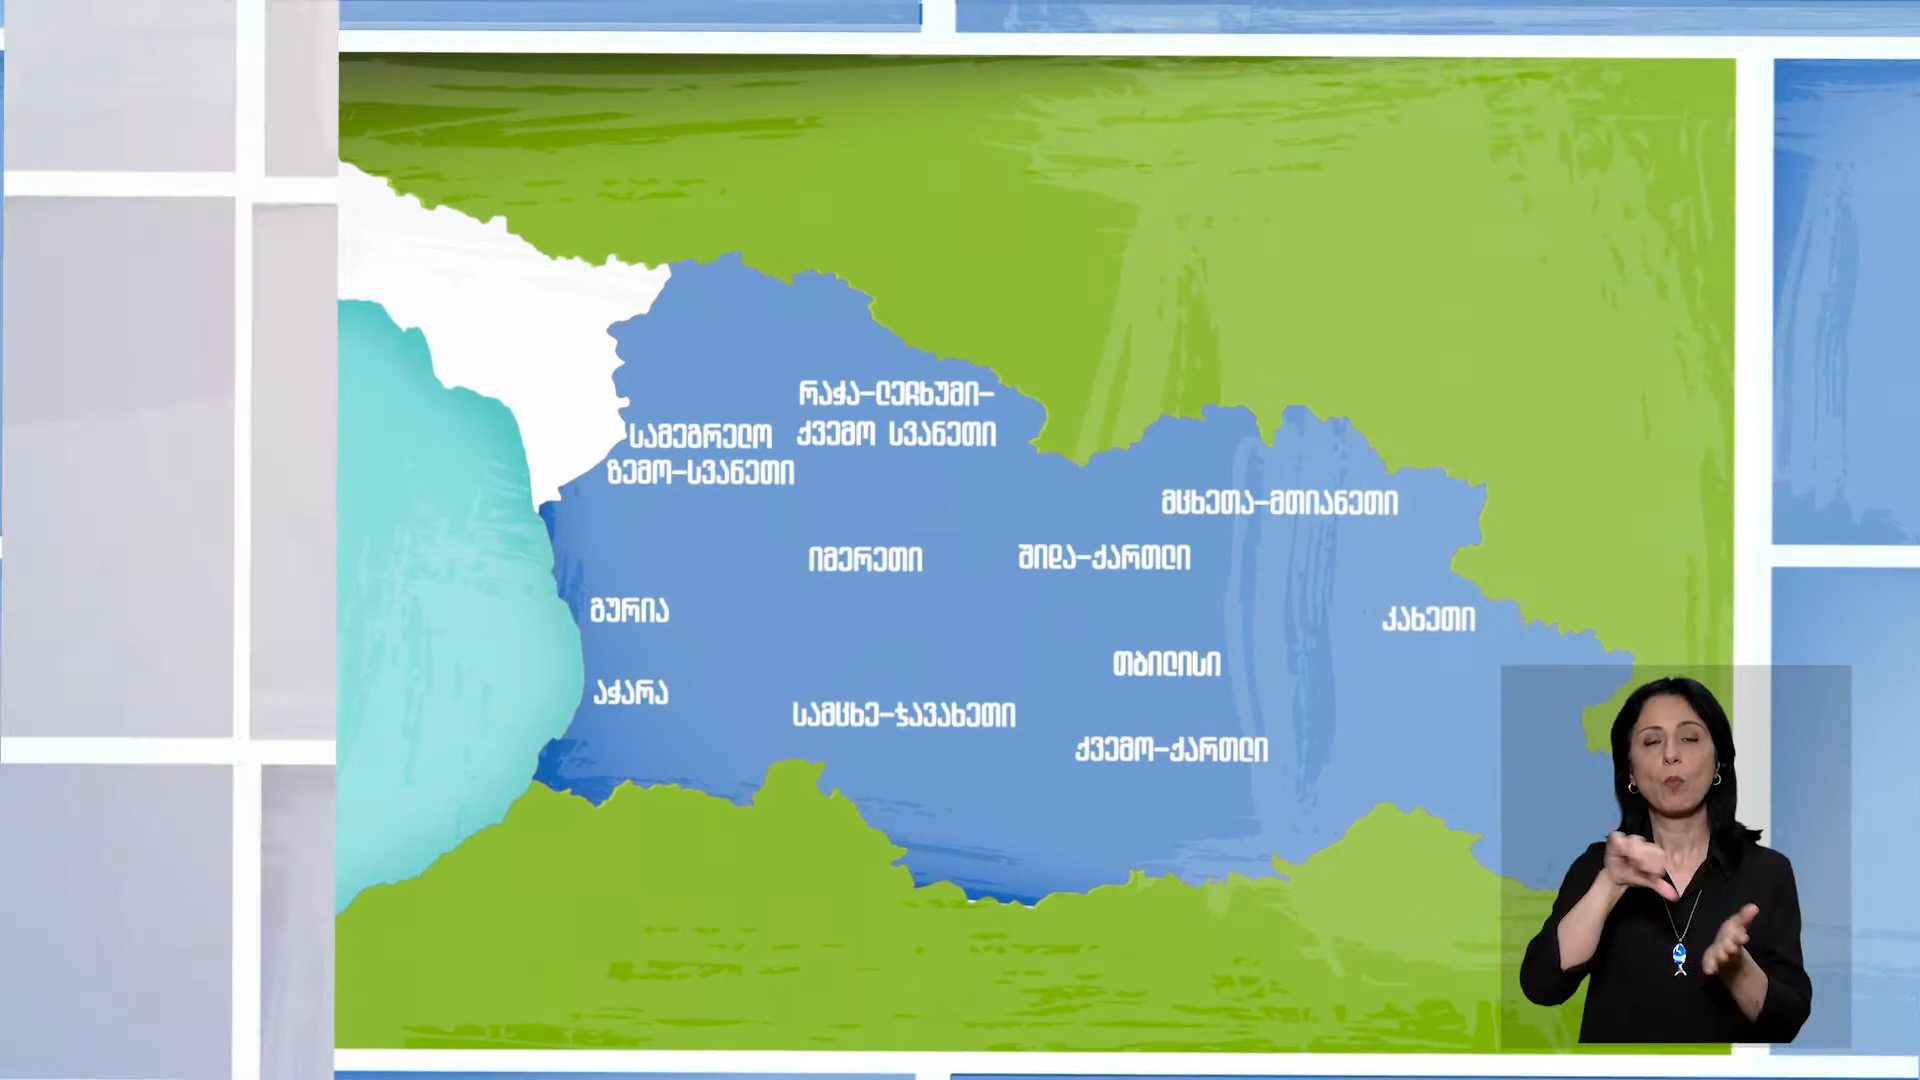 რაჭა-ლეჩხუმი-
ქვემო სვანეთი
სამეგრელო
ზემო-სვანეთი
მცხეთა-მთიანეთი
იმერეთი
შიდა-ქართლი
გურია
კახეთი
თბილისი
აჭარა
სამცხე-ჯავახეთი
ქვემო-ქართლი